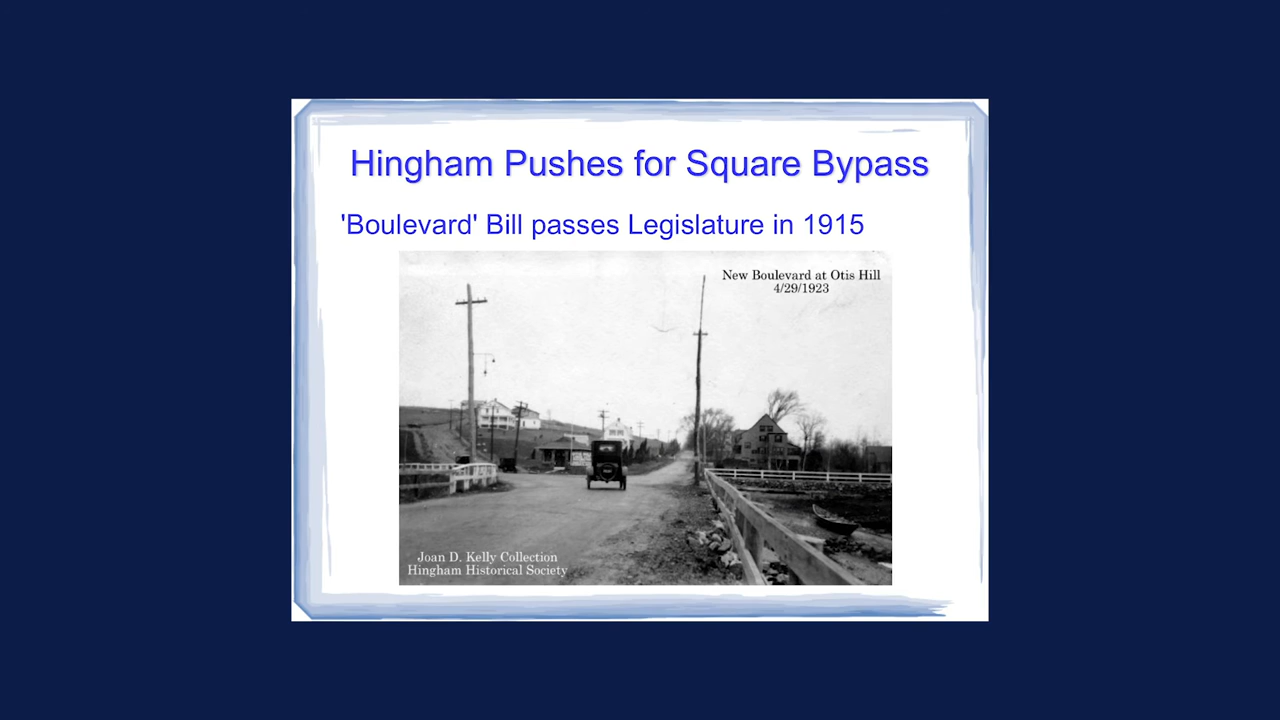 Hingham Pushes for Square Bypass
'Boulevard' Bill passes Legislature in 1915
New Boulevard at Otis Hill
4/29/1923
Joan D. Kelly Collection
Hingham Historical Society